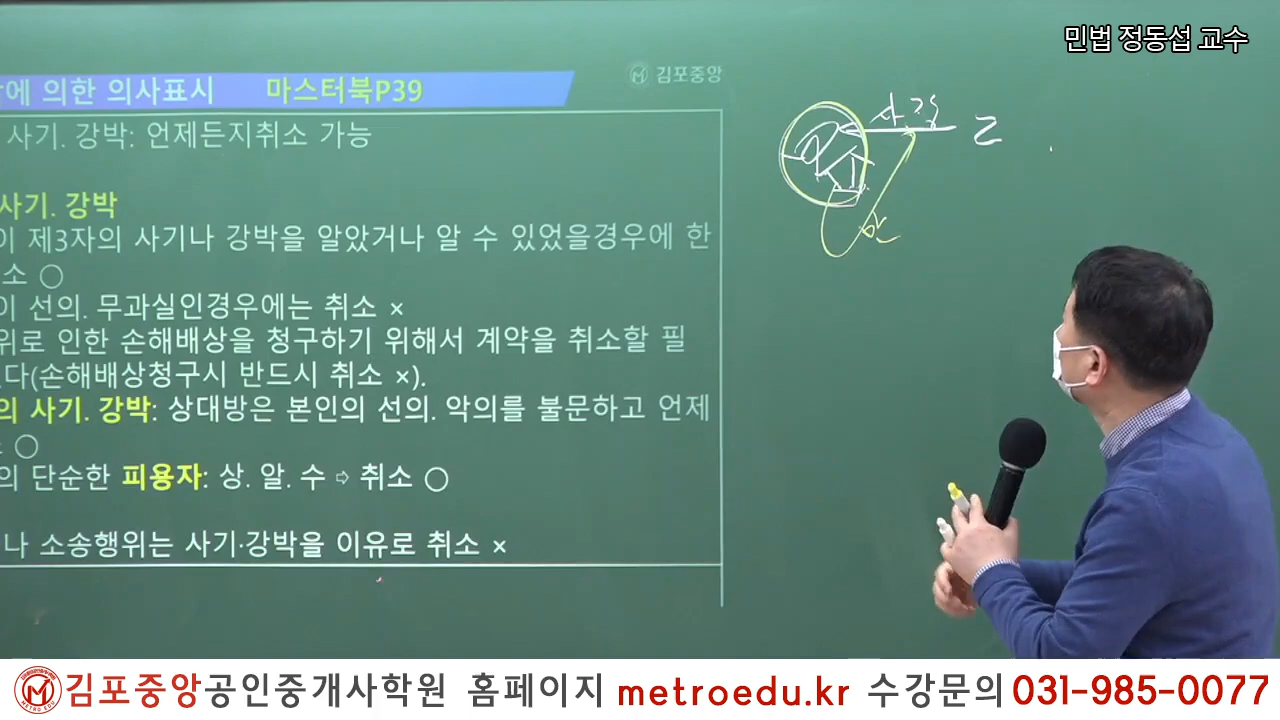 민법 정동섭 교수
김포중앙
에 의한 의사표시 마스터북P39
사기. 강박: 언제든지취소 가능
사기. 강박
이 제3자의 사기나 강박을 알았거나 알 수 있었을경우에 한
소 ○
이 선의. 무과실인경우에는 취소 ×
위로 인한 손해배상을 청구하기 위해서 계약을 취소할 필
다(손해배상청구시 반드시 취소 ×).
의 사기. 강박: 상대방은 본인의 선의. 악의를 불문하고 언제
○
의 단순한 피용자: 상. 알. 수 ⇨ 취소 ○
나 소송행위는 사기·강박을 이유로 취소 ×
사. 강
김포중앙공인중개사학원 홈페이지 metroedu.kr 수강문의 031-985-0077